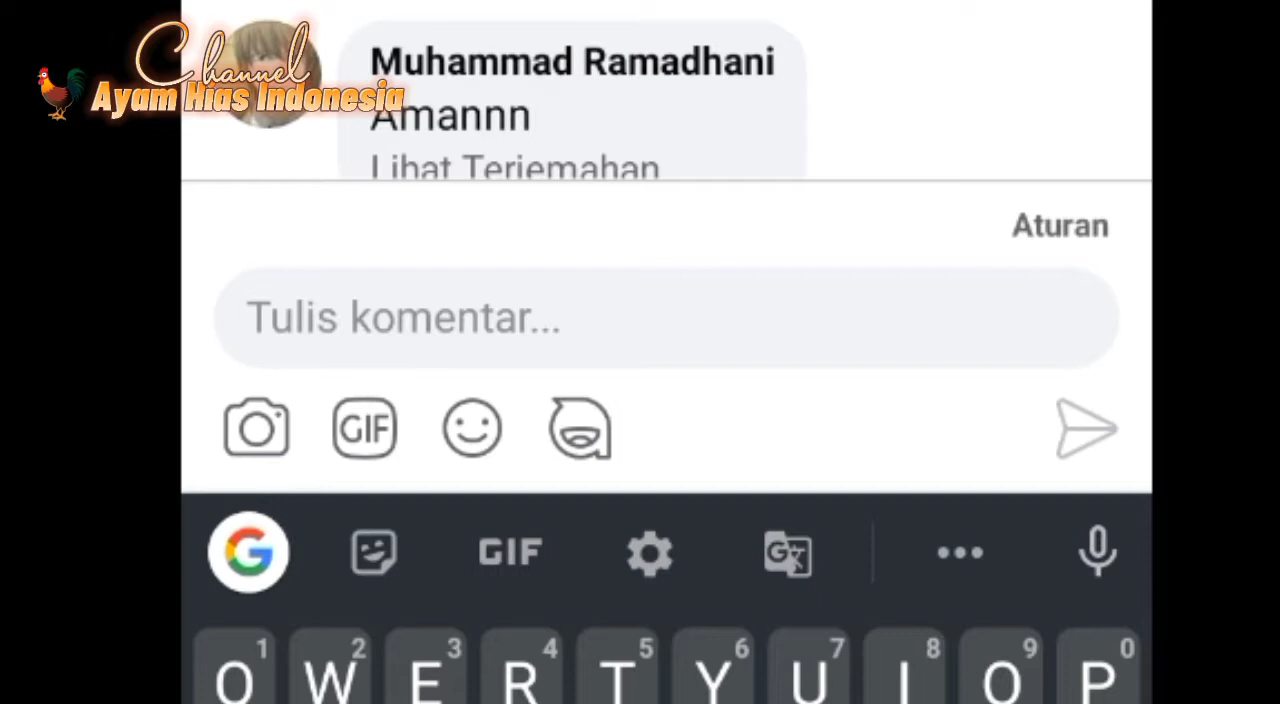 Channel
Ayam Hias Indonesia
Muhammad Ramadhani
Amannn
Lihat Terjemahan
Aturan
Tulis komentar...
GIF
G GIF G
1 2 3 4 5 6 7 8 9 0
Q W E R T Y U I O P